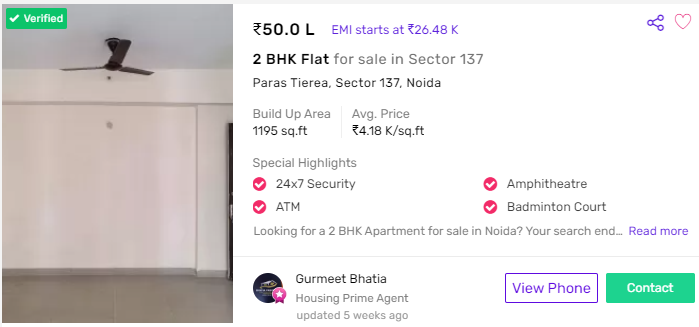 Verified
₹50.0 L EMI starts at ₹26.48 K
2 BHK Flat for sale in Sector 137
Paras Tierea, Sector 137, Noida
Build Up Area Avg. Price
1195 sq.ft ₹4.18 K/sq.ft
Special Highlights
24x7 Security Amphitheatre
ATM Badminton Court
Looking for a 2 BHK Apartment for sale in Noida? Your search end... Read more
Gurmeet Bhatia
Housing Prime Agent
updated 5 weeks ago
View Phone Contact